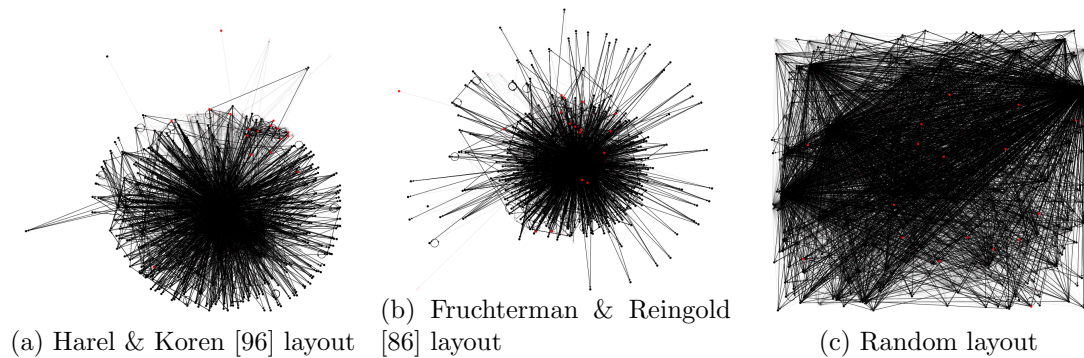 (a) Harel & Koren [96] layout
(b) Fruchterman & Reingold
[86] layout
(c) Random layout